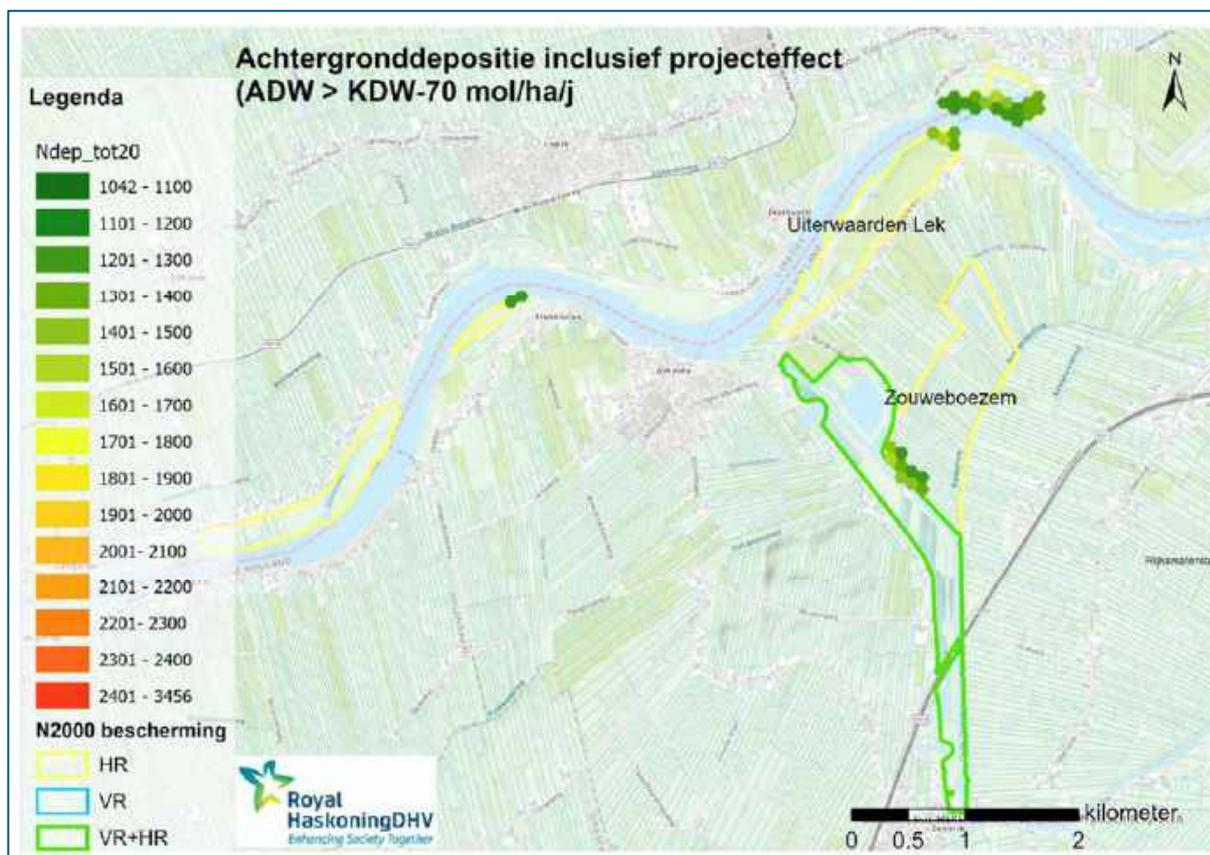 Achtergronddepositie inclusief projecteffect
(ADW > KDW-70 mol/ha/j
N
Legenda
Ndep_tot20
1042 - 1100
1101 - 1200
1201 - 1300
1301 - 1400
1401 - 1500
1501 - 1600
1601 - 1700
1701 - 1800
1801 - 1900
1901 - 2000
2001- 2100
2101 - 2200
2201- 2300
2301 - 2400
2401 - 3456
N2000 bescherming
HR
VR
VR+HR
Uiterwaarden Lek
Zouweboezem
Royal
HaskoningDHV
Enhancing Society Together
kilometer
0 0.5 1 2